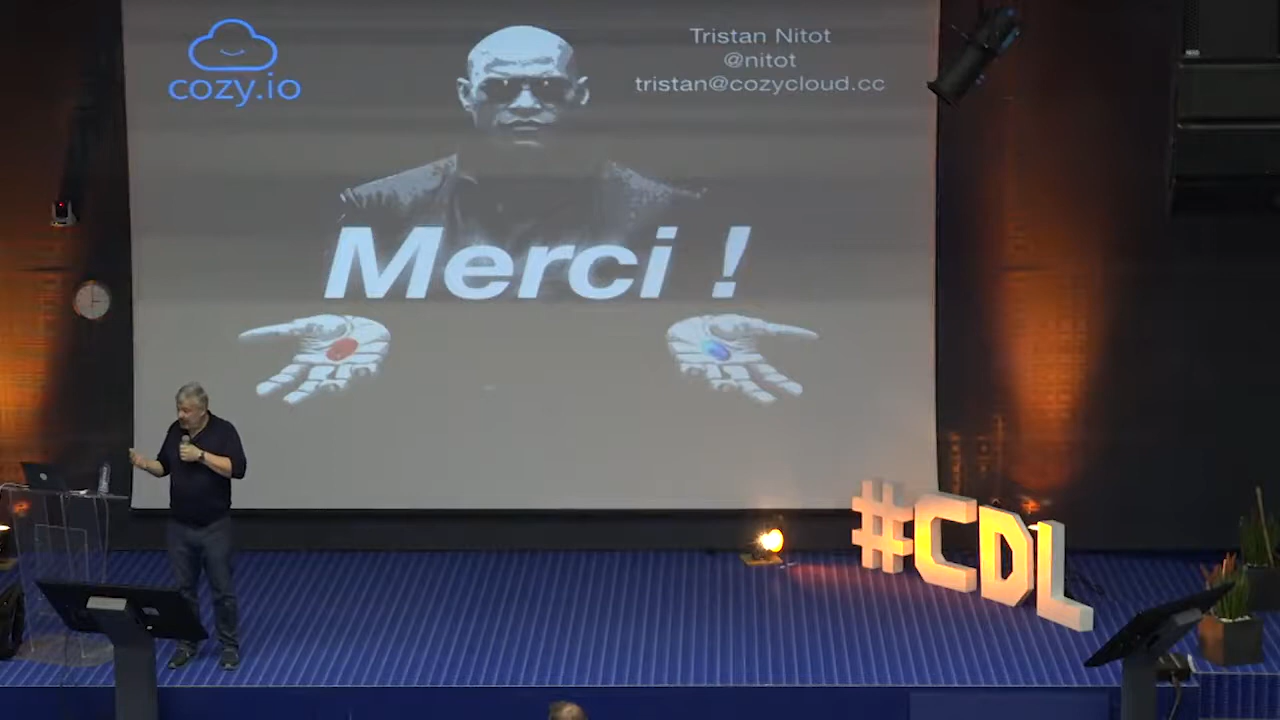 cozy.io
Tristan Nitot
@nitot
tristan@cozycloud.cc
Merci !
#CDL